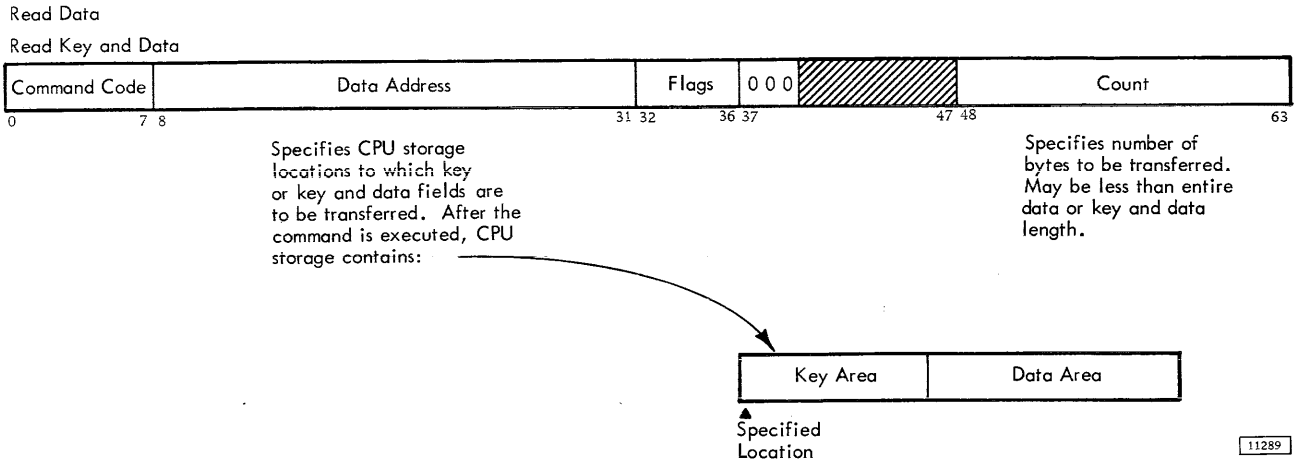 Read Data
Read Key and Data
Command Code Data Address Flags 0 0 0 Count
0 7 8 31 32 36 37 47 48 63
Specifies CPU storage
locations to which key
or key and data fields are
to be transferred. After the
command is executed, CPU
storage contains:
Specifies number of
bytes to be transferred.
May be less than entire
data or key and data
length.
Key Area Data Area
Specified
Location
11289